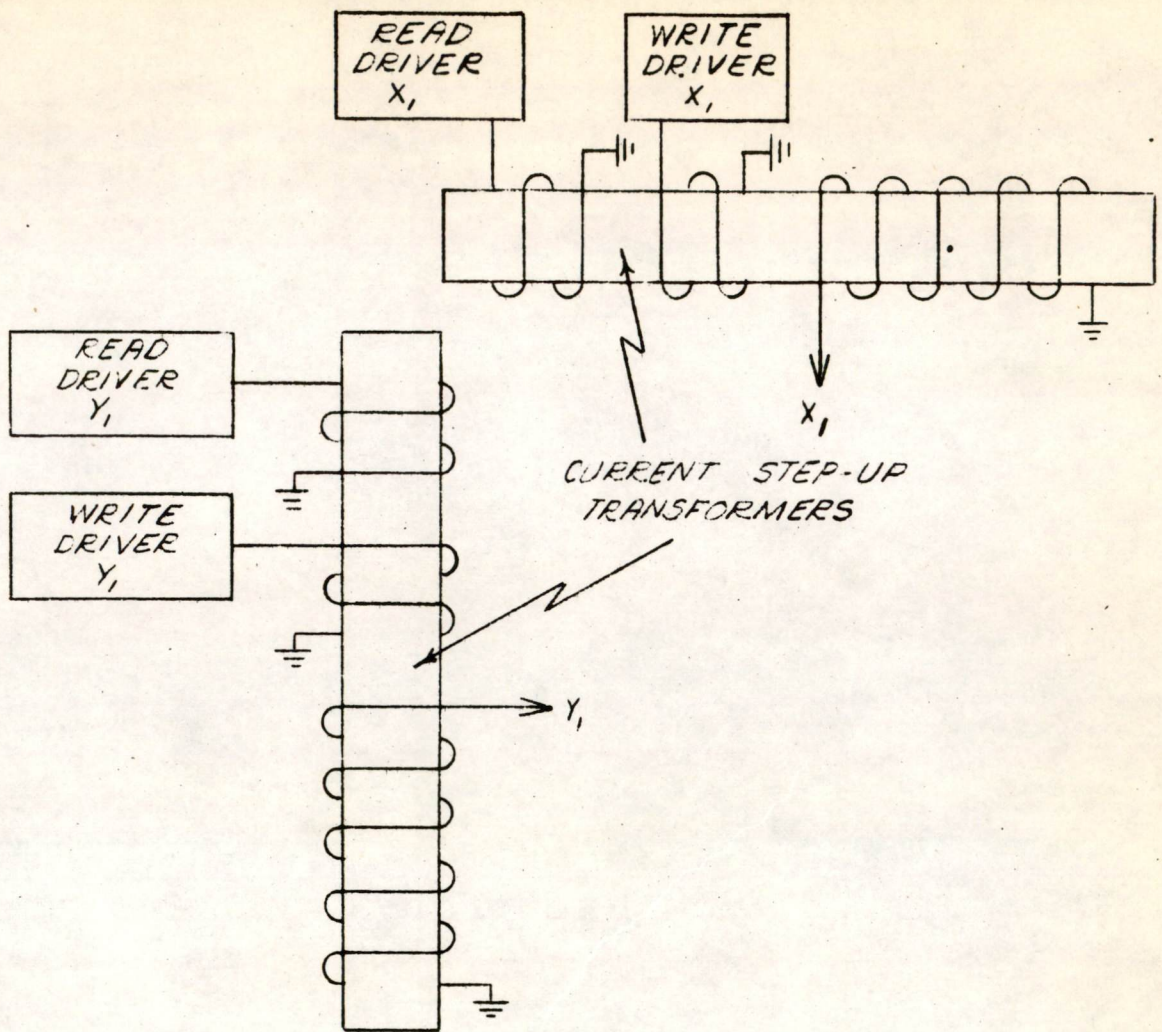 READ
DRIVER
X₁
WRITE
DRIVER
X₁
READ
DRIVER
Y₁
X₁
CURRENT STEP-UP
TRANSFORMERS
WRITE
DRIVER
Y₁
Y₁